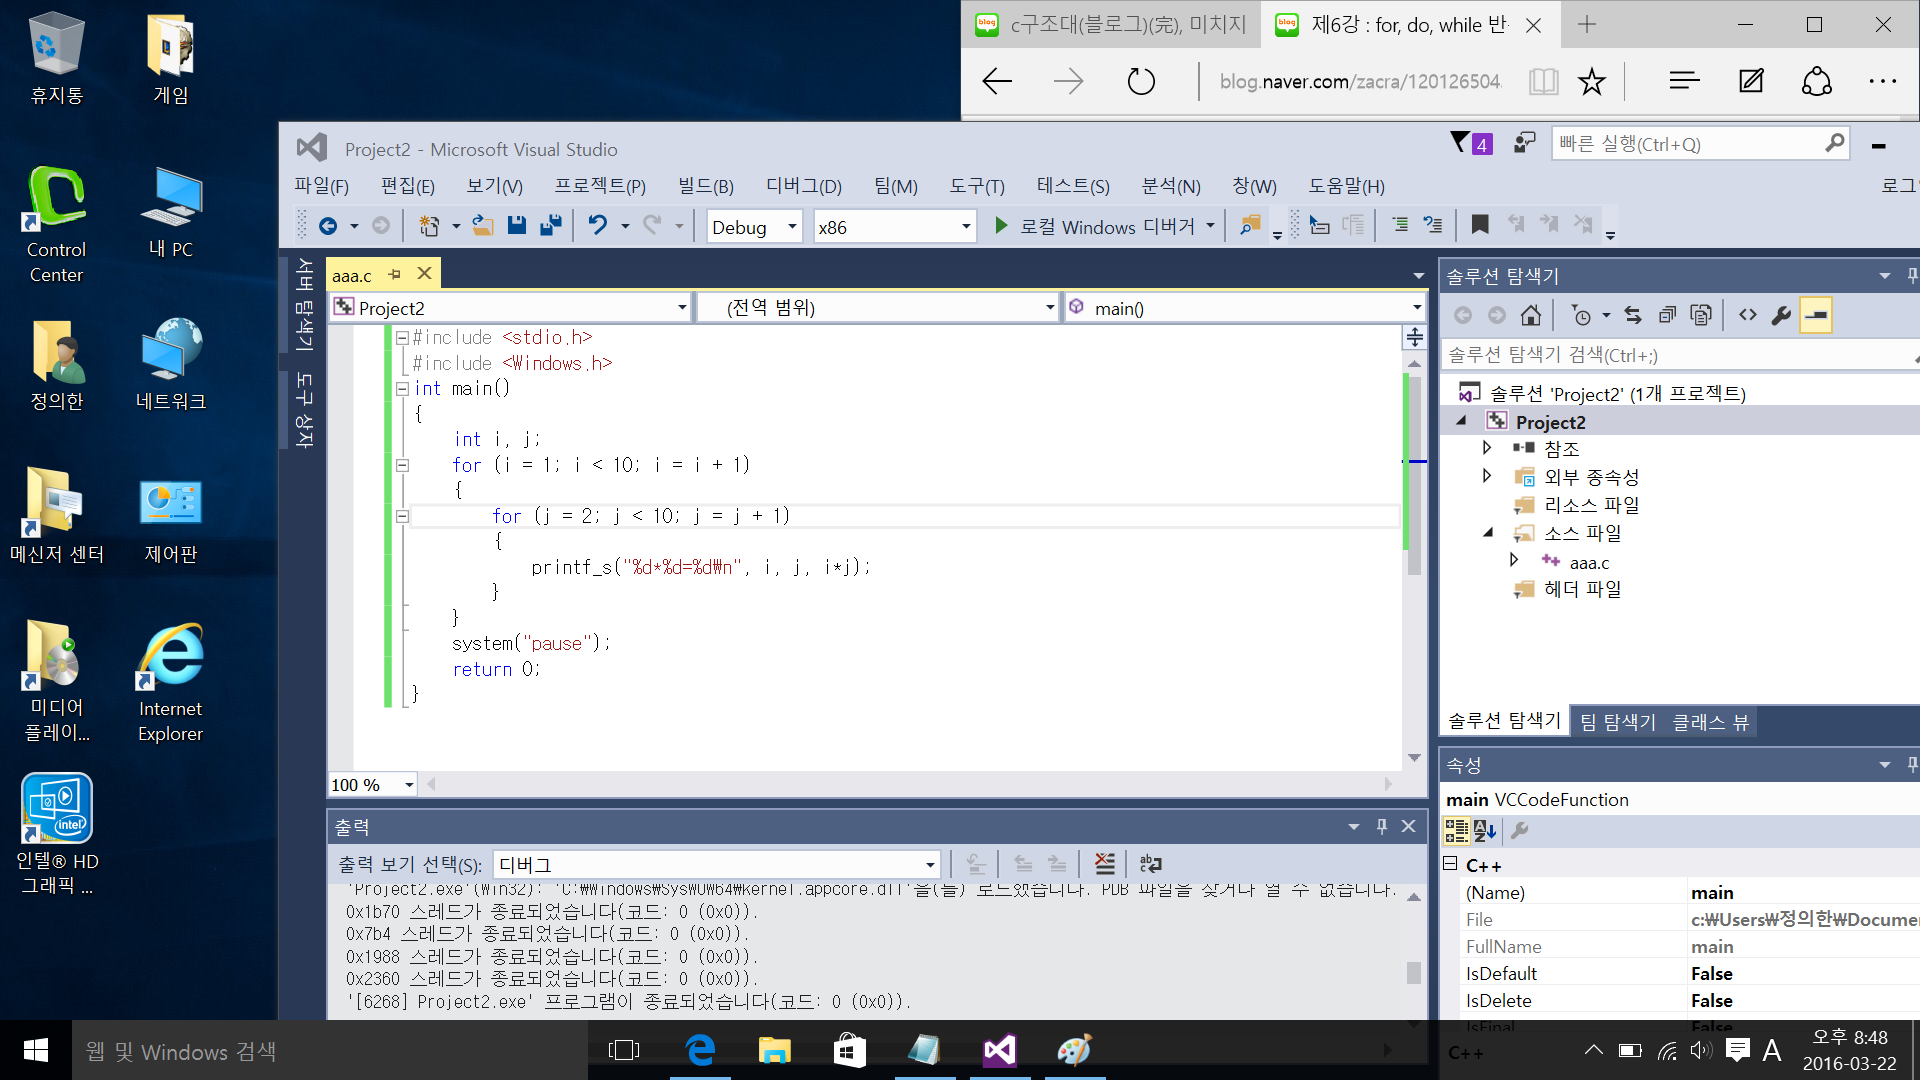 휴지통
게임
Control Center
내 PC
정의한
네트워크
메신저 센터
제어판
미디어 플레이...
Internet Explorer
인텔® HD 그래픽 ...
intel
blog
c구조대(블로그)(完), 미치지
blog
제6강 : for, do, while 반
blog.naver.com/zacra/120126504
Project2 - Microsoft Visual Studio
4
빠른 실행(Ctrl+Q)
파일(F) 편집(E) 보기(V) 프로젝트(P) 빌드(B) 디버그(D) 팀(M) 도구(T) 테스트(S) 분석(N) 창(W) 도움말(H)
로그
Debug x86 로컬 Windows 디버거
서버 탐색기
도구 상자
aaa.c
Project2 (전역 범위) main()
#include <stdio.h>
#include <Windows.h>
int main()
{
int i, j;
for (i = 1; i < 10; i = i + 1)
{
for (j = 2; j < 10; j = j + 1)
{
printf_s("%d*%d=%d₩n", i, j, i*j);
}
}
system("pause");
return 0;
}
100 %
출력
출력 보기 선택(S): 디버그
'Project2.exe'(Win32): 'C:₩Windows₩SysWOW64₩kernel.appcore.dll'을(를) 로드했습니다. PDB 파일을 찾거나 열 수 없습니다.
0x1b70 스레드가 종료되었습니다(코드: 0 (0x0)).
0x7b4 스레드가 종료되었습니다(코드: 0 (0x0)).
0x1988 스레드가 종료되었습니다(코드: 0 (0x0)).
0x2360 스레드가 종료되었습니다(코드: 0 (0x0)).
'[6268] Project2.exe' 프로그램이 종료되었습니다(코드: 0 (0x0)).
솔루션 탐색기
솔루션 탐색기 검색(Ctrl+;)
솔루션 'Project2' (1개 프로젝트)
Project2
참조
외부 종속성
리소스 파일
소스 파일
aaa.c
헤더 파일
솔루션 탐색기 팀 탐색기 클래스 뷰
속성
main VCCodeFunction
C++
(Name) main
File c:₩Users₩정의한₩Docume
FullName main
IsDefault False
IsDelete False
IsFinal False
C++
웹 및 Windows 검색
A
오후 8:48
2016-03-22